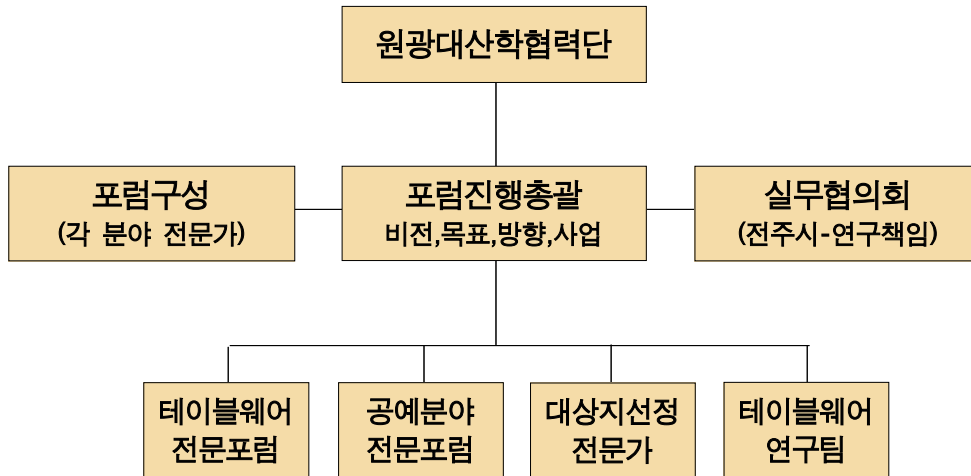 원광대산학협력단
포럼구성
(각 분야 전문가)
포럼진행총괄
비전,목표,방향,사업
실무협의회
(전주시-연구책임)
테이블웨어
전문포럼
공예분야
전문포럼
대상지선정
전문가
테이블웨어
연구팀